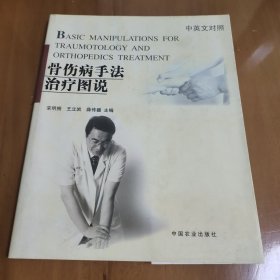 中英文对照
BASIC MANIPULATIONS FOR
TRAUMOTOLOGY AND
ORTHOPEDICS TREATMENT
骨伤病手法
治疗图说
主编
中国农业出版社